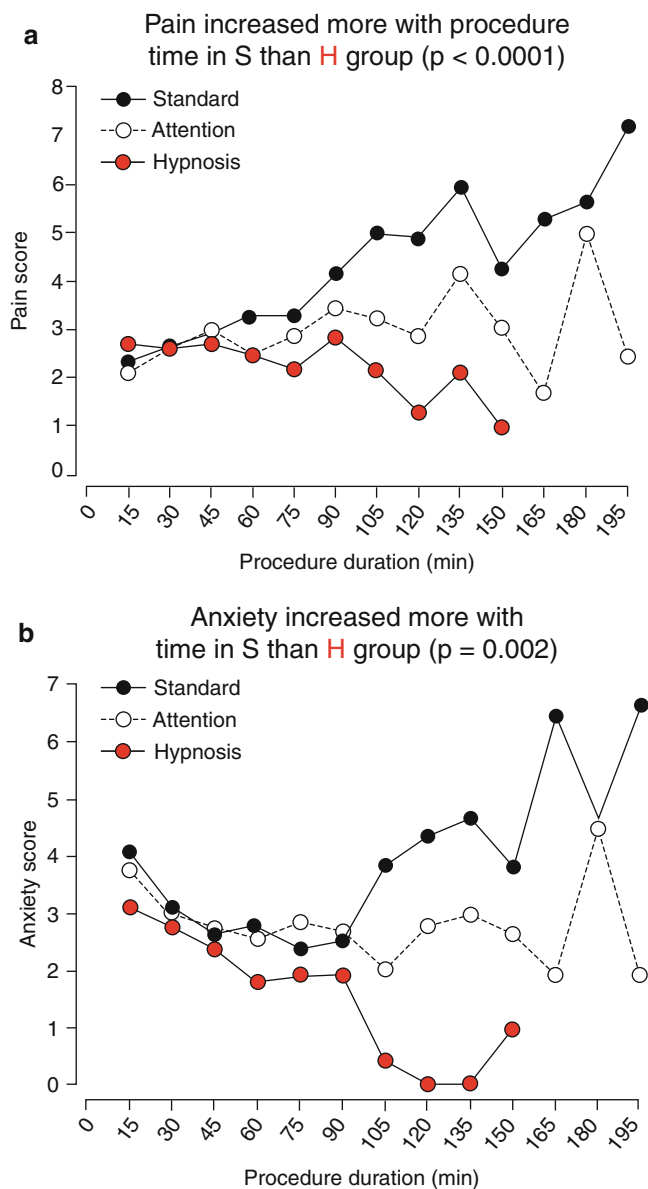 a
Pain increased more with procedure
time in S than H group (p < 0.0001)
8
7
6
5
4
3
2
1
0
Pain score
Standard
Attention
Hypnosis
0 15 30 45 60 75 90 105 120 135 150 165 180 195
Procedure duration (min)
b
Anxiety increased more with
time in S than H group (p = 0.002)
7
6
5
4
3
2
1
0
Anxiety score
Standard
Attention
Hypnosis
0 15 30 45 60 75 90 105 120 135 150 165 180 195
Procedure duration (min)